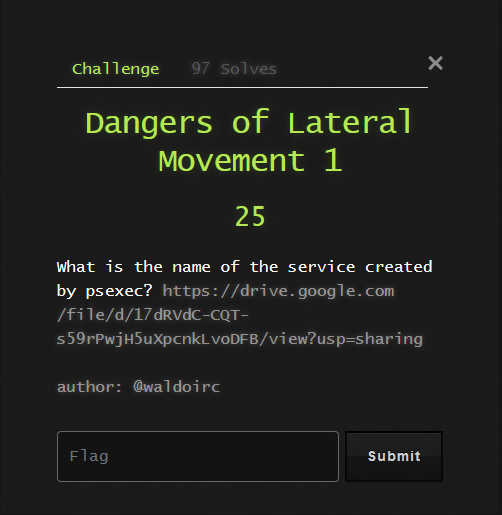 Challenge 97 Solves ×
Dangers of Lateral
Movement 1
25
What is the name of the service created
by psexec? https://drive.google.com
/file/d/17dRVdC-CQT-
s59rPwjH5uXpcnkLvoDFB/view?usp=sharing
author: @waldoirc
Flag
Submit